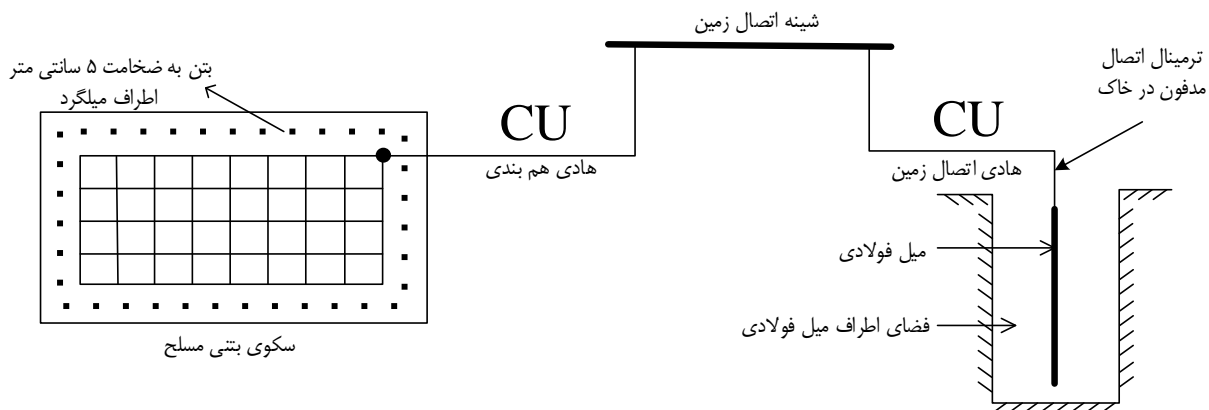 شینه اتصال زمین
ترمینال اتصال
مدفون در خاک
بتن به ضخامت ۵ سانتی متر
اطراف میلگرد
CU
CU
هادی هم بندی
هادی اتصال زمین
میل فولادی
فضای اطراف میل فولادی
سکوی بتنی مسلح